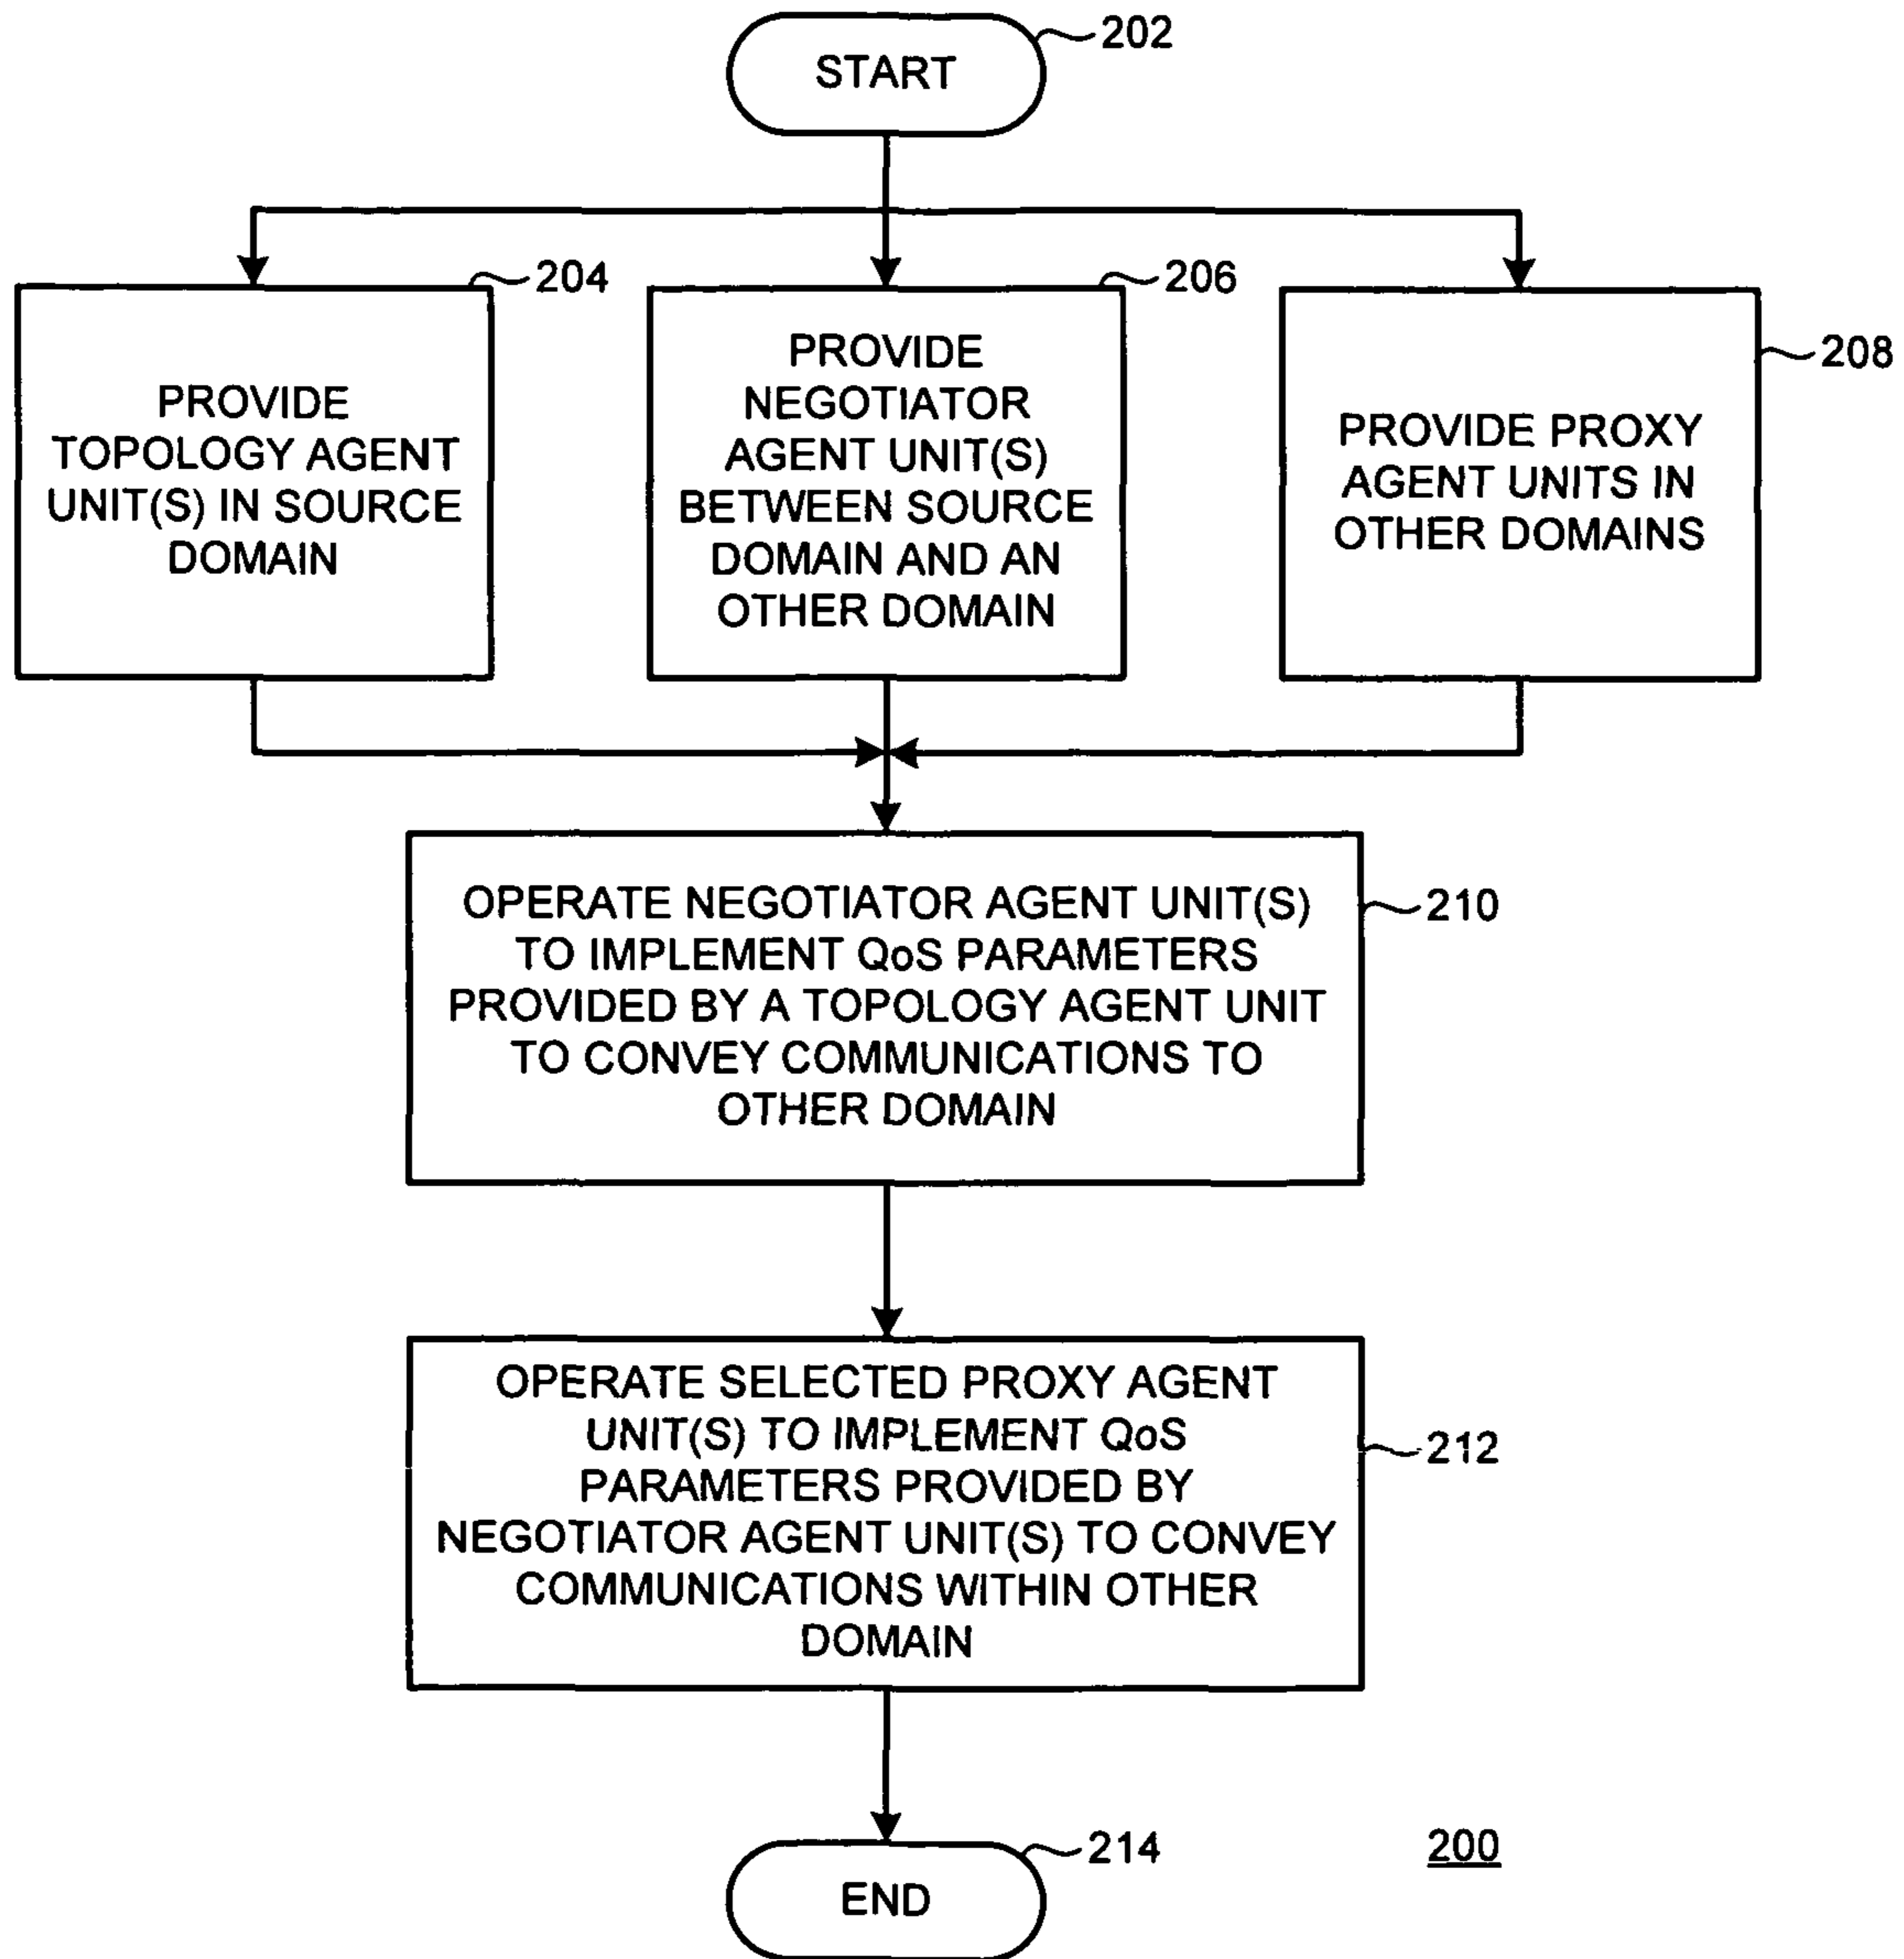 START
202
204
PROVIDE
TOPOLOGY AGENT
UNIT(S) IN SOURCE
DOMAIN
206
PROVIDE
NEGOTIATOR
AGENT UNIT(S)
BETWEEN SOURCE
DOMAIN AND AN
OTHER DOMAIN
208
PROVIDE PROXY
AGENT UNITS IN
OTHER DOMAINS
OPERATE NEGOTIATOR AGENT UNIT(S)
TO IMPLEMENT QoS PARAMETERS
PROVIDED BY A TOPOLOGY AGENT UNIT
TO CONVEY COMMUNICATIONS TO
OTHER DOMAIN
210
OPERATE SELECTED PROXY AGENT
UNIT(S) TO IMPLEMENT QoS
PARAMETERS PROVIDED BY
NEGOTIATOR AGENT UNIT(S) TO CONVEY
COMMUNICATIONS WITHIN OTHER
DOMAIN
212
END
214
200